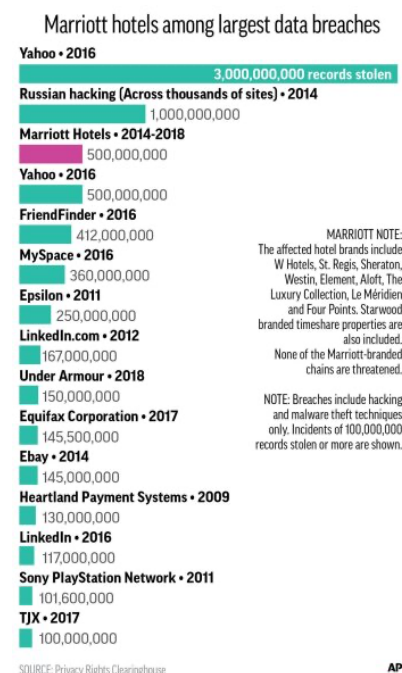 Marriott hotels among largest data breaches
Yahoo • 2016
3,000,000,000 records stolen
Russian hacking (Across thousands of sites) • 2014
1,000,000,000
Marriott Hotels • 2014-2018
500,000,000
Yahoo • 2016
500,000,000
FriendFinder • 2016
412,000,000
MySpace • 2016
360,000,000
Epsilon • 2011
250,000,000
LinkedIn.com • 2012
167,000,000
Under Armour • 2018
150,000,000
Equifax Corporation • 2017
145,500,000
Ebay • 2014
145,000,000
Heartland Payment Systems • 2009
130,000,000
LinkedIn • 2016
117,000,000
Sony PlayStation Network • 2011
101,600,000
TJX • 2017
100,000,000
MARRIOTT NOTE:
The affected hotel brands include
W Hotels, St. Regis, Sheraton,
Westin, Element, Aloft, The
Luxury Collection, Le Méridien
and Four Points. Starwood
branded timeshare properties are
also included.
None of the Marriott-branded
chains are threatened.
NOTE: Breaches include hacking
and malware theft techniques
only. Incidents of 100,000,000
records stolen or more are shown.
SOURCE: Privacy Rights Clearinghouse
AP